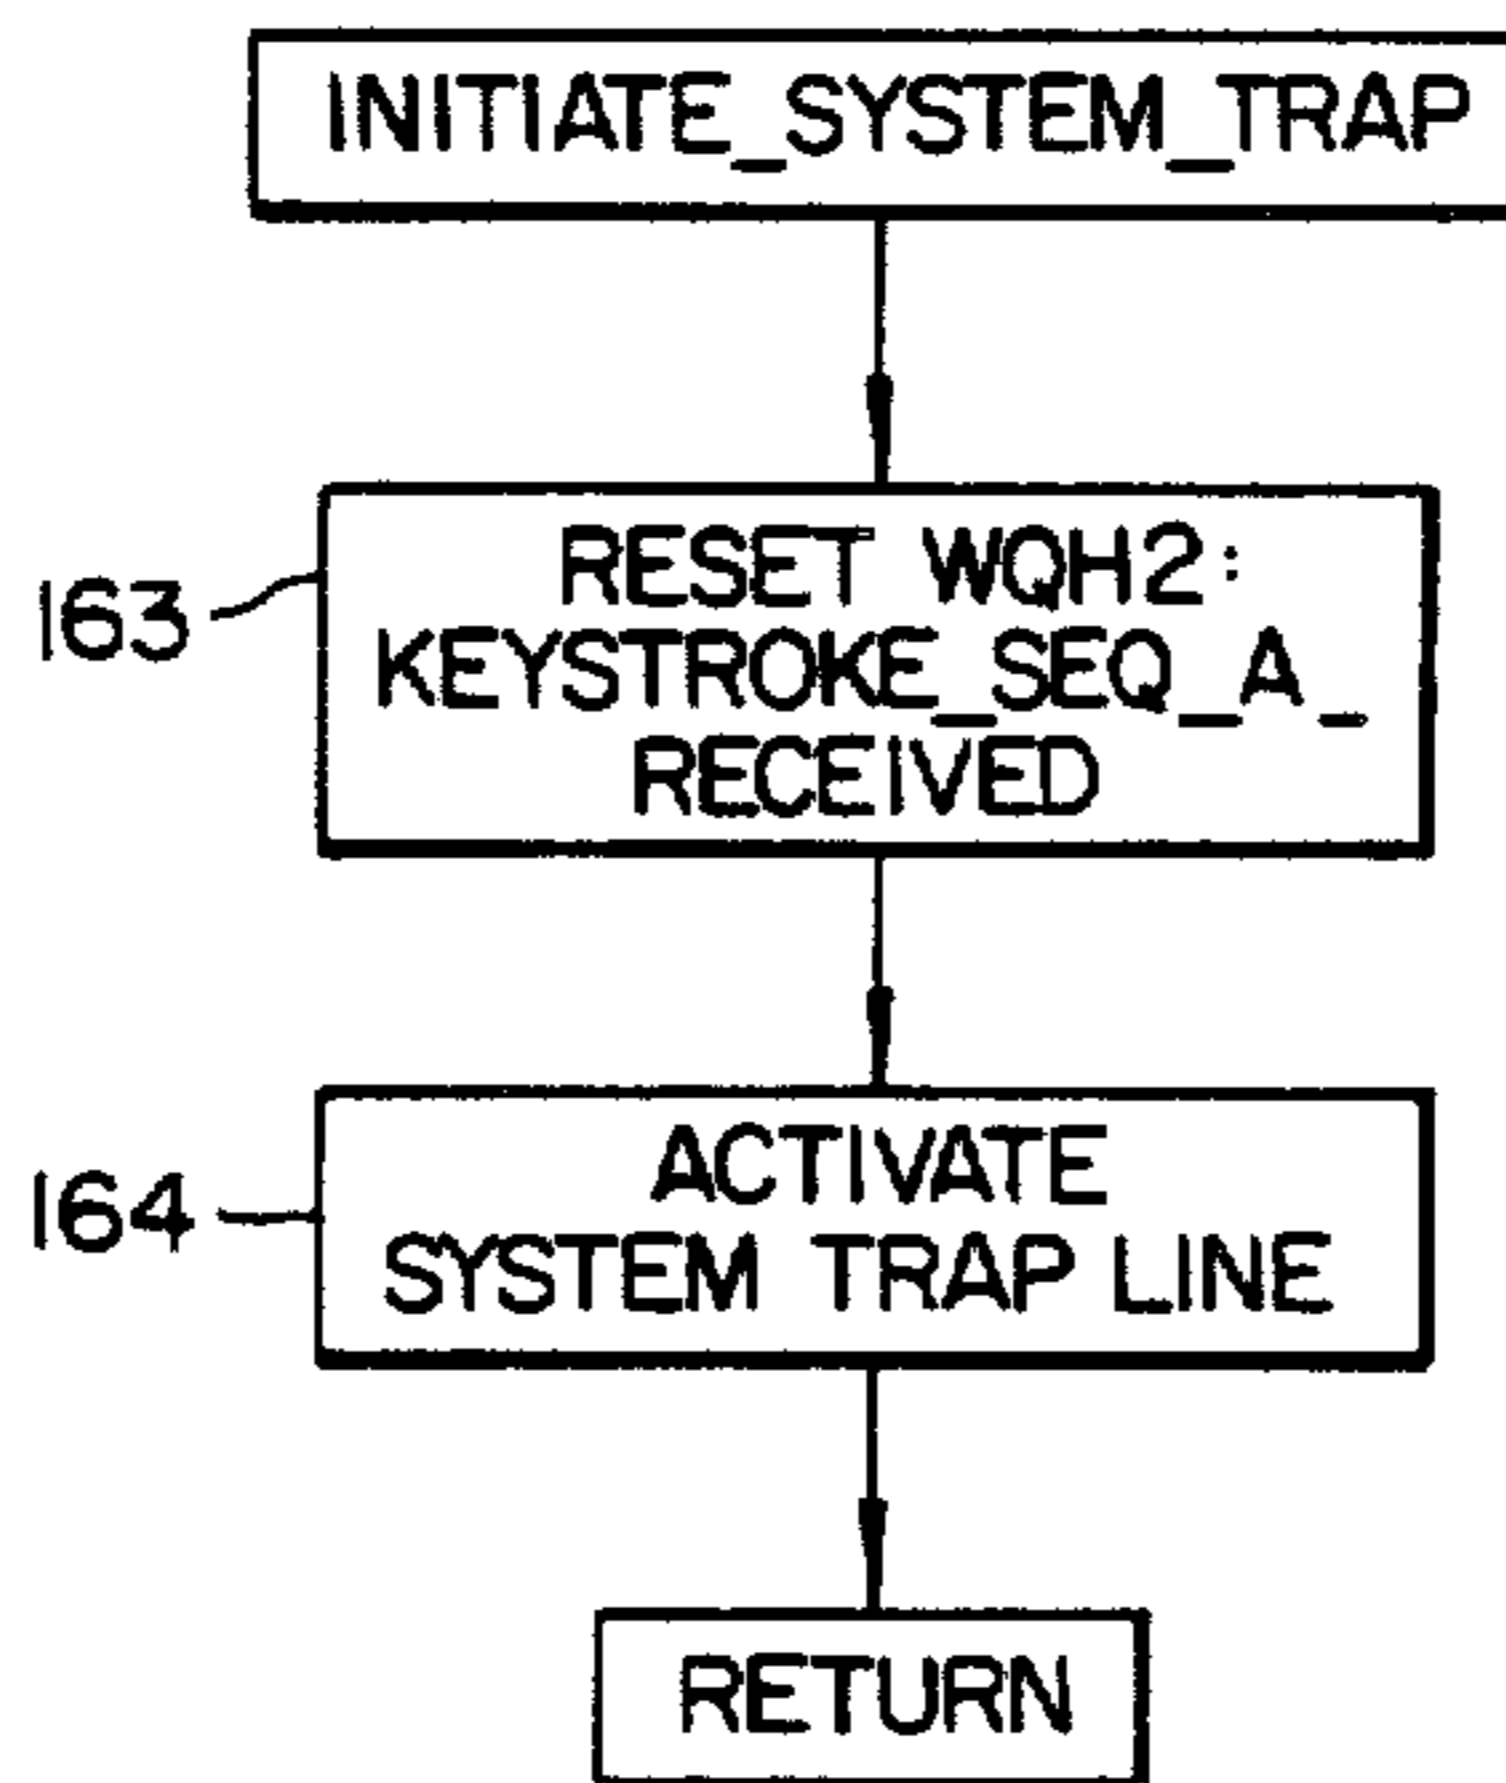 INITIATE_SYSTEM_TRAP
163
RESET WQH2:
KEYSTROKE_SEQ_A_
RECEIVED
164
ACTIVATE
SYSTEM TRAP LINE
RETURN